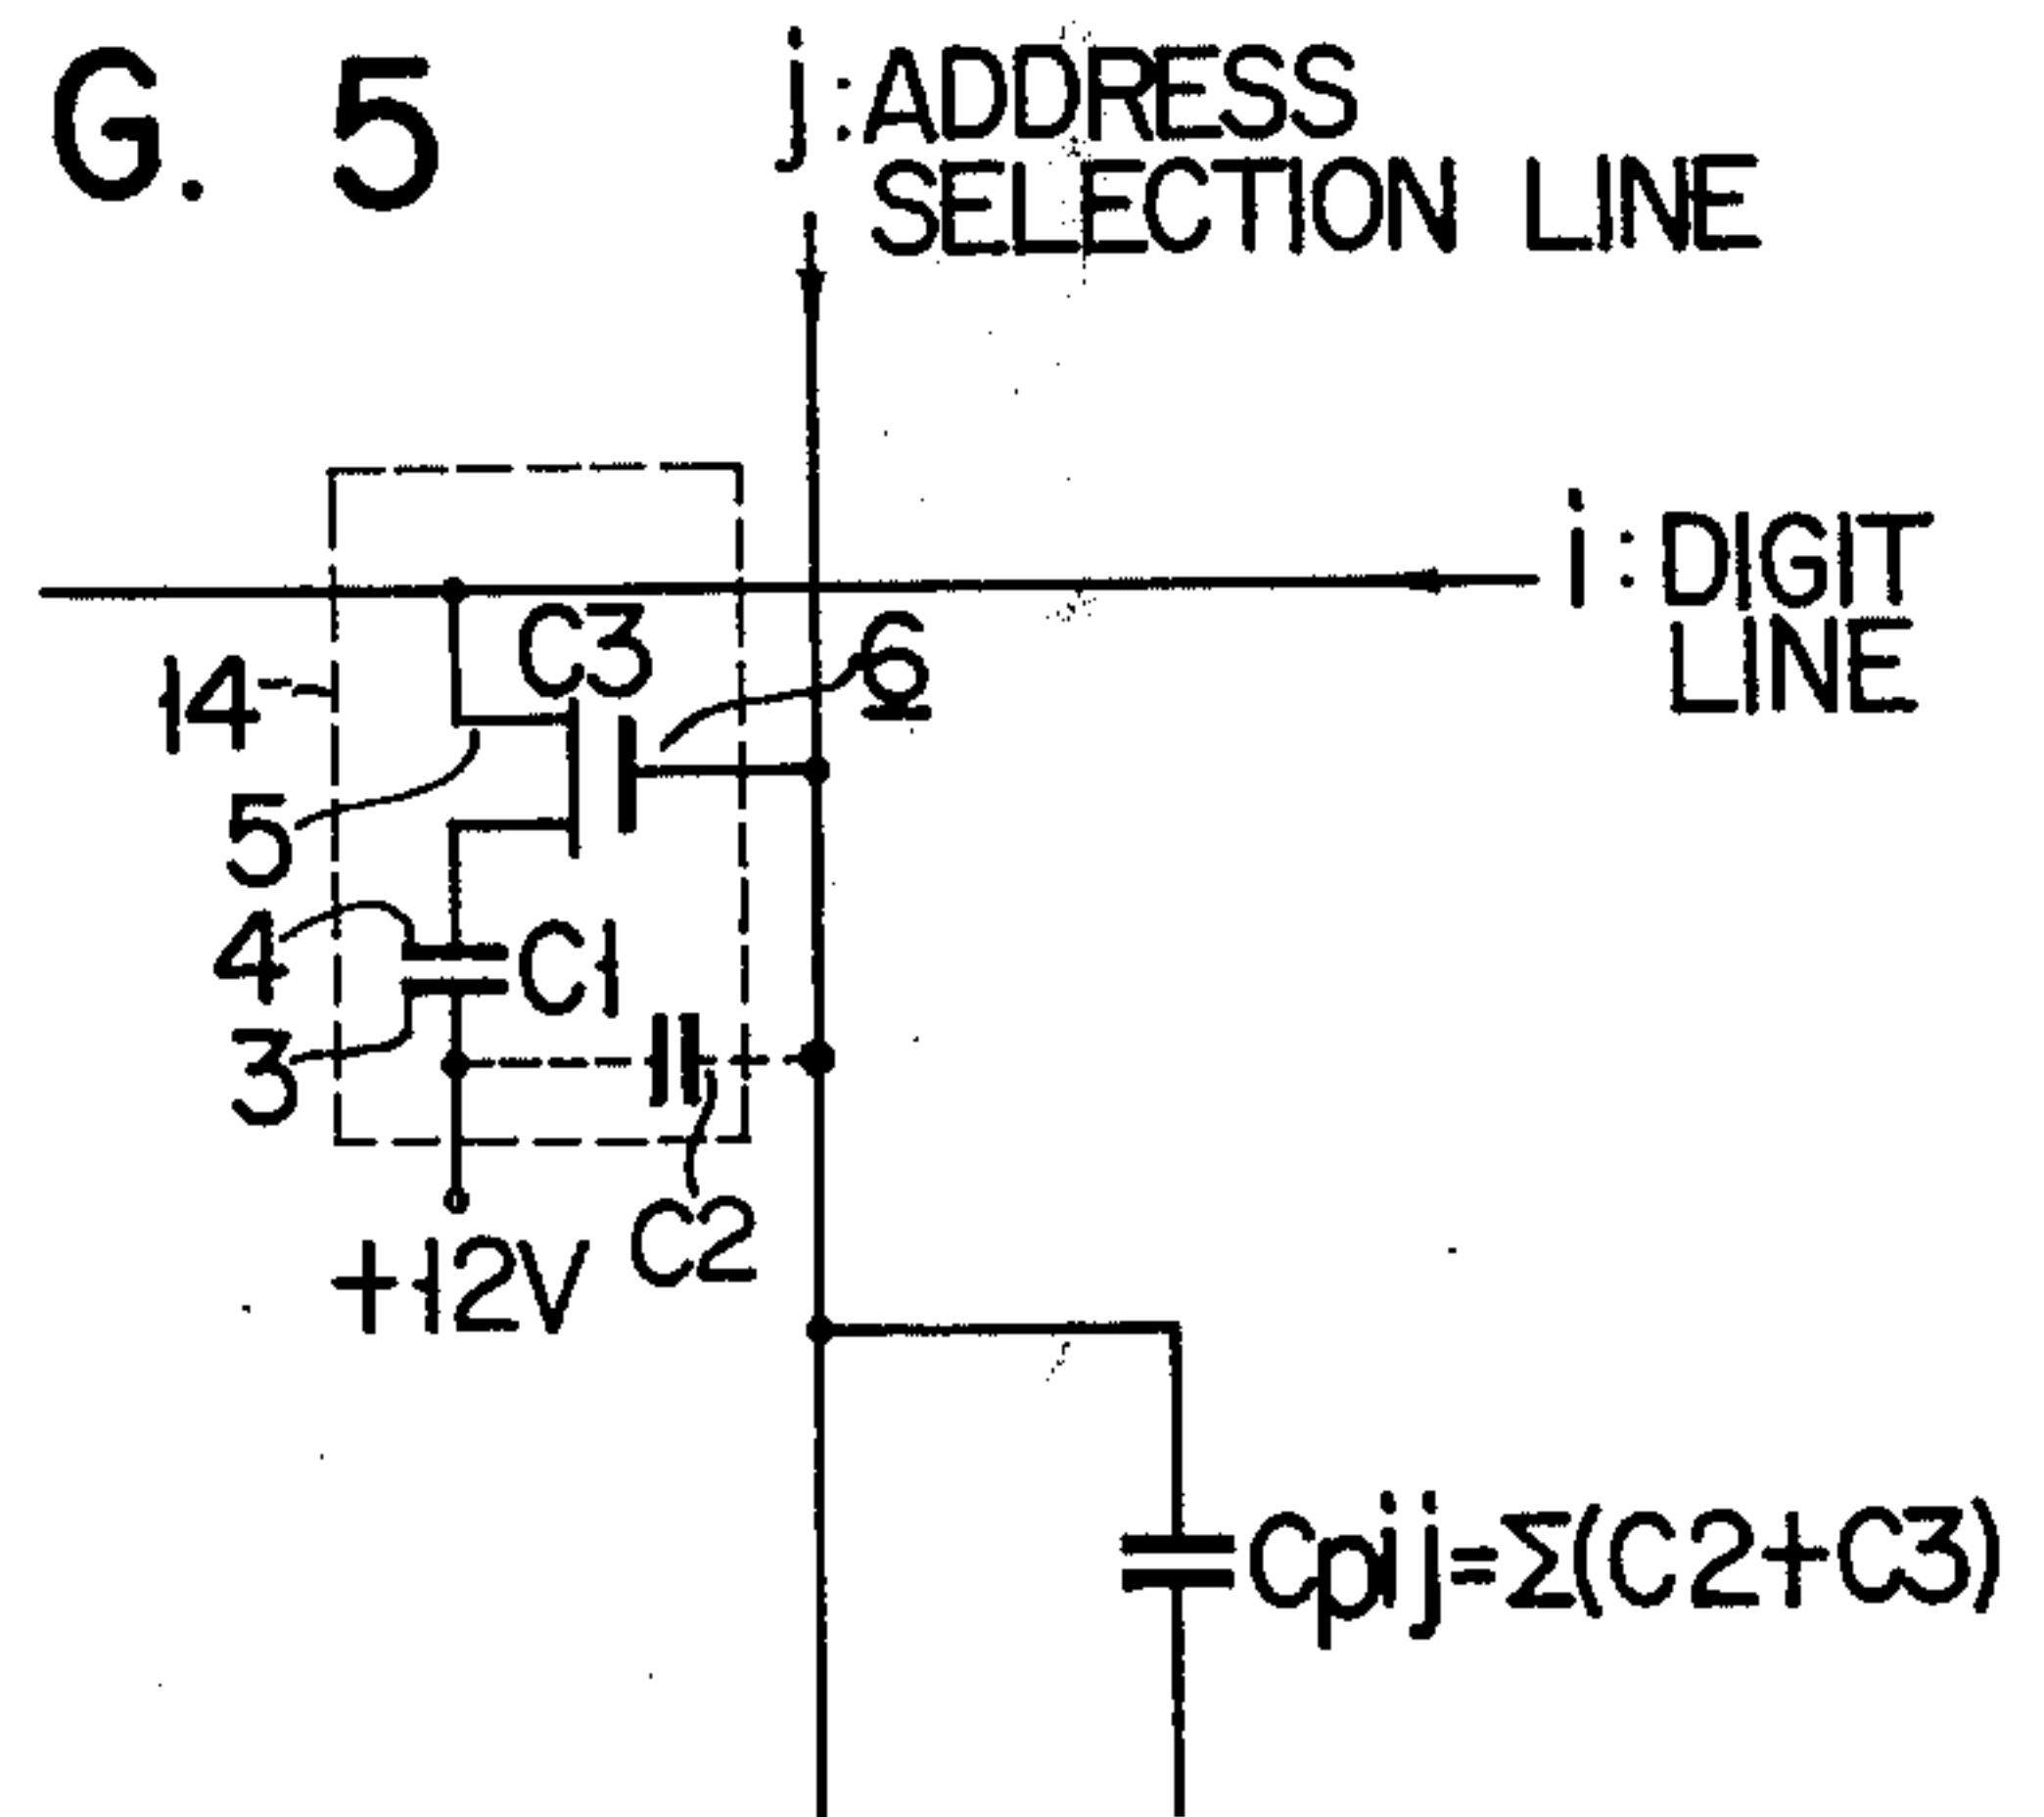 G. 5
j: ADDRESS
SELECTION LINE
i: DIGIT
LINE
C3
6
14
5
4
C1
3
C2
+12V
Cpij=Σ(C2+C3)